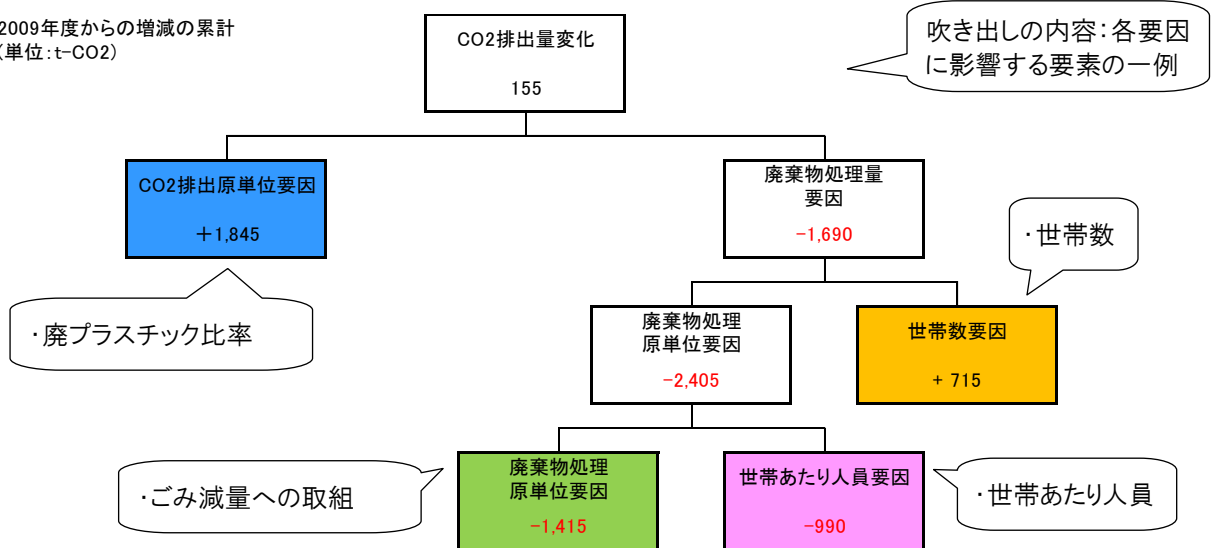 2009年度からの増減の累計
(単位:t-CO2)
CO2排出量変化
155
吹き出しの内容:各要因
に影響する要素の一例
CO2排出原単位要因
+1,845
廃棄物処理量
要因
-1,690
・世帯数
・廃プラスチック比率
廃棄物処理
原単位要因
-2,405
世帯数要因
+ 715
・ごみ減量への取組
廃棄物処理
原単位要因
-1,415
世帯あたり人員要因
-990
・世帯あたり人員